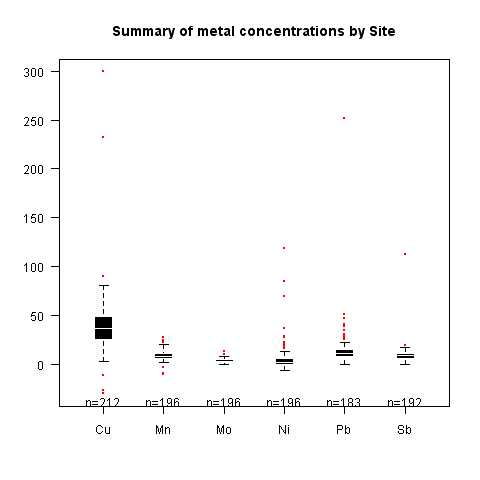 Summary of metal concentrations by Site
300
250
200
150
100
50
0
n=212 n=196 n=196 n=196 n=183 n=192
Cu Mn Mo Ni Pb Sb